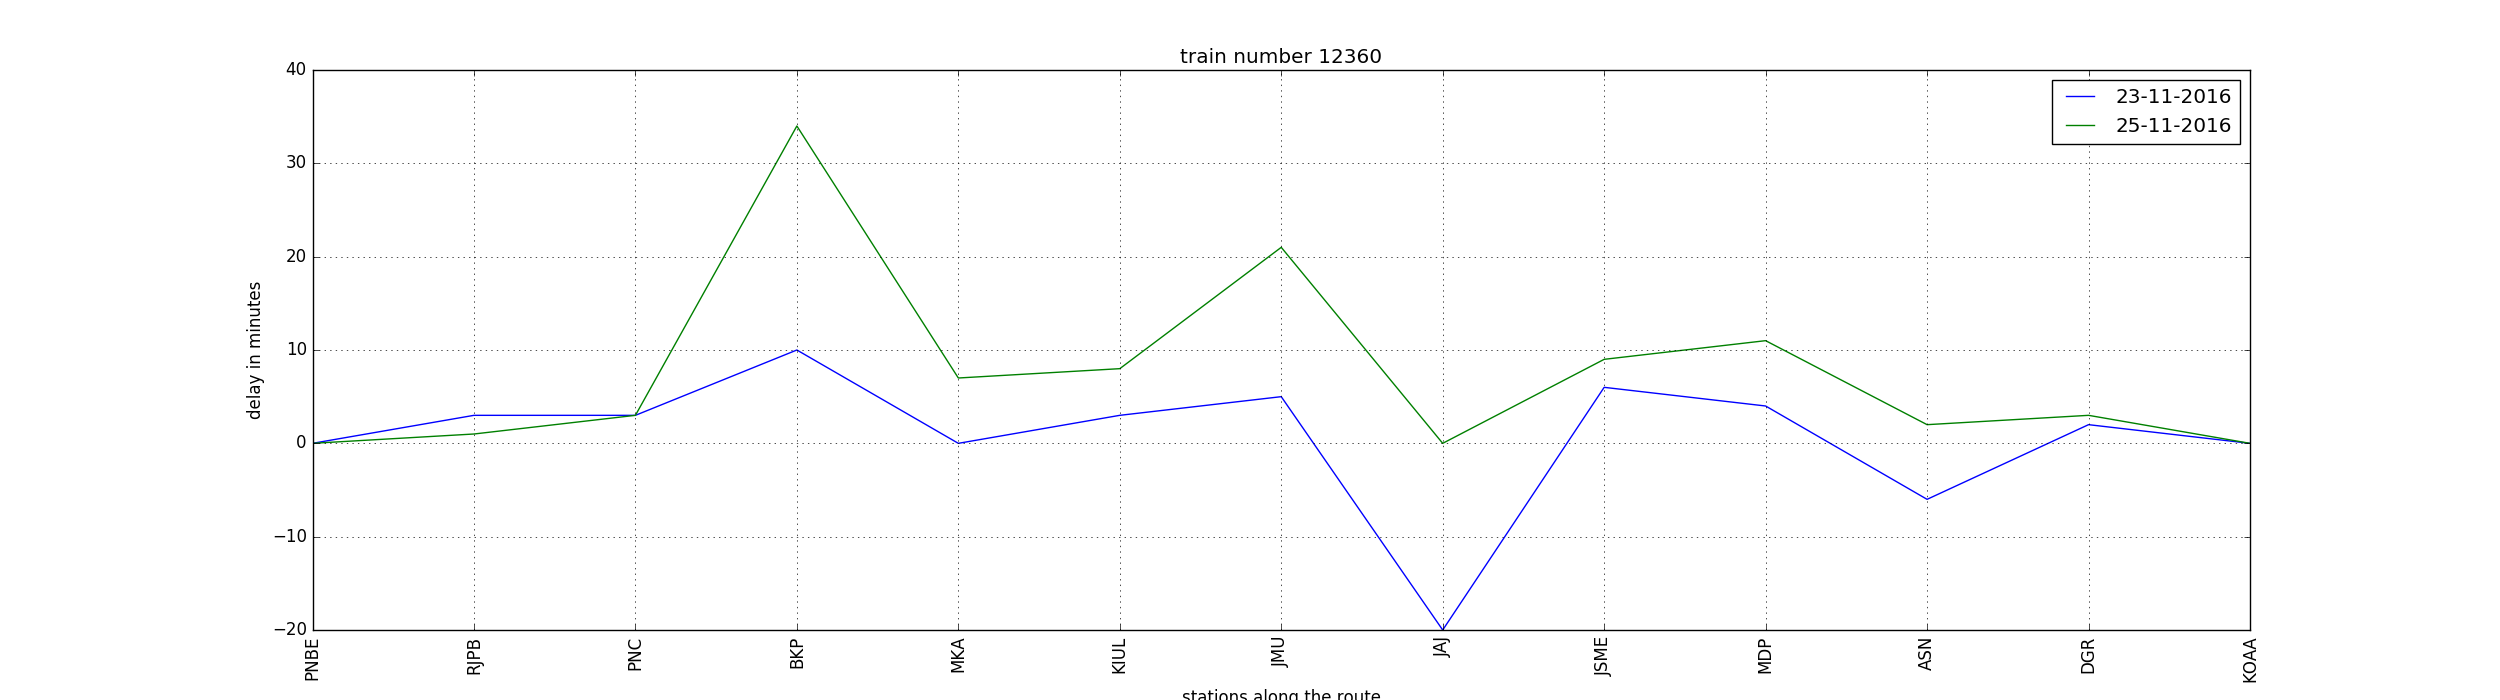 train number 12360
40
30
20
10
0
−10
−20
delay in minutes
23-11-2016
25-11-2016
PNBE
RJPB
PNC
BKP
MKA
KIUL
JMU
JAJ
JSME
MDP
ASN
DGR
KOAA
stations along the route